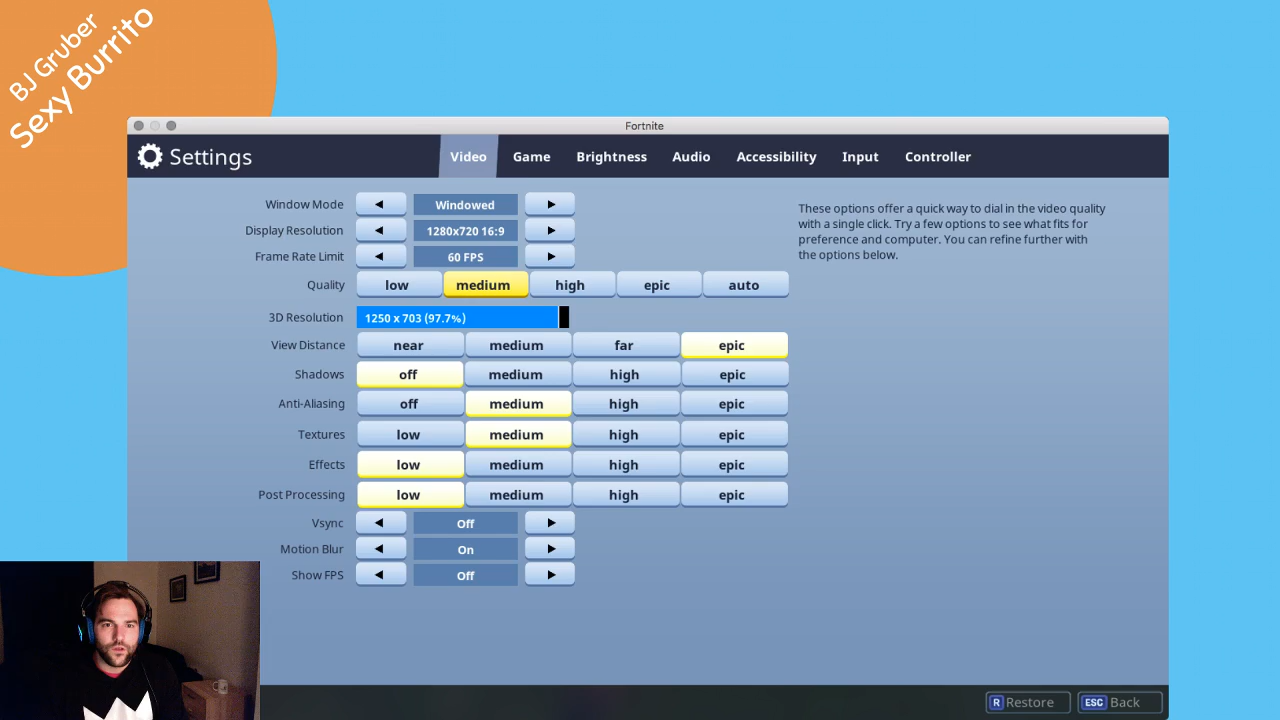 BJ Gruber
Sexy Burrito
Fortnite
Settings
Video Game Brightness Audio Accessibility Input Controller
Window Mode Windowed
Display Resolution 1280x720 16:9
Frame Rate Limit 60 FPS
Quality low medium high epic auto
3D Resolution 1250 x 703 (97.7%)
View Distance near medium far epic
Shadows off medium high epic
Anti-Aliasing off medium high epic
Textures low medium high epic
Effects low medium high epic
Post Processing low medium high epic
Vsync Off
Motion Blur On
Show FPS Off
These options offer a quick way to dial in the video quality
with a single click. Try a few options to see what fits for
preference and computer. You can refine further with
the options below.
R Restore ESC Back